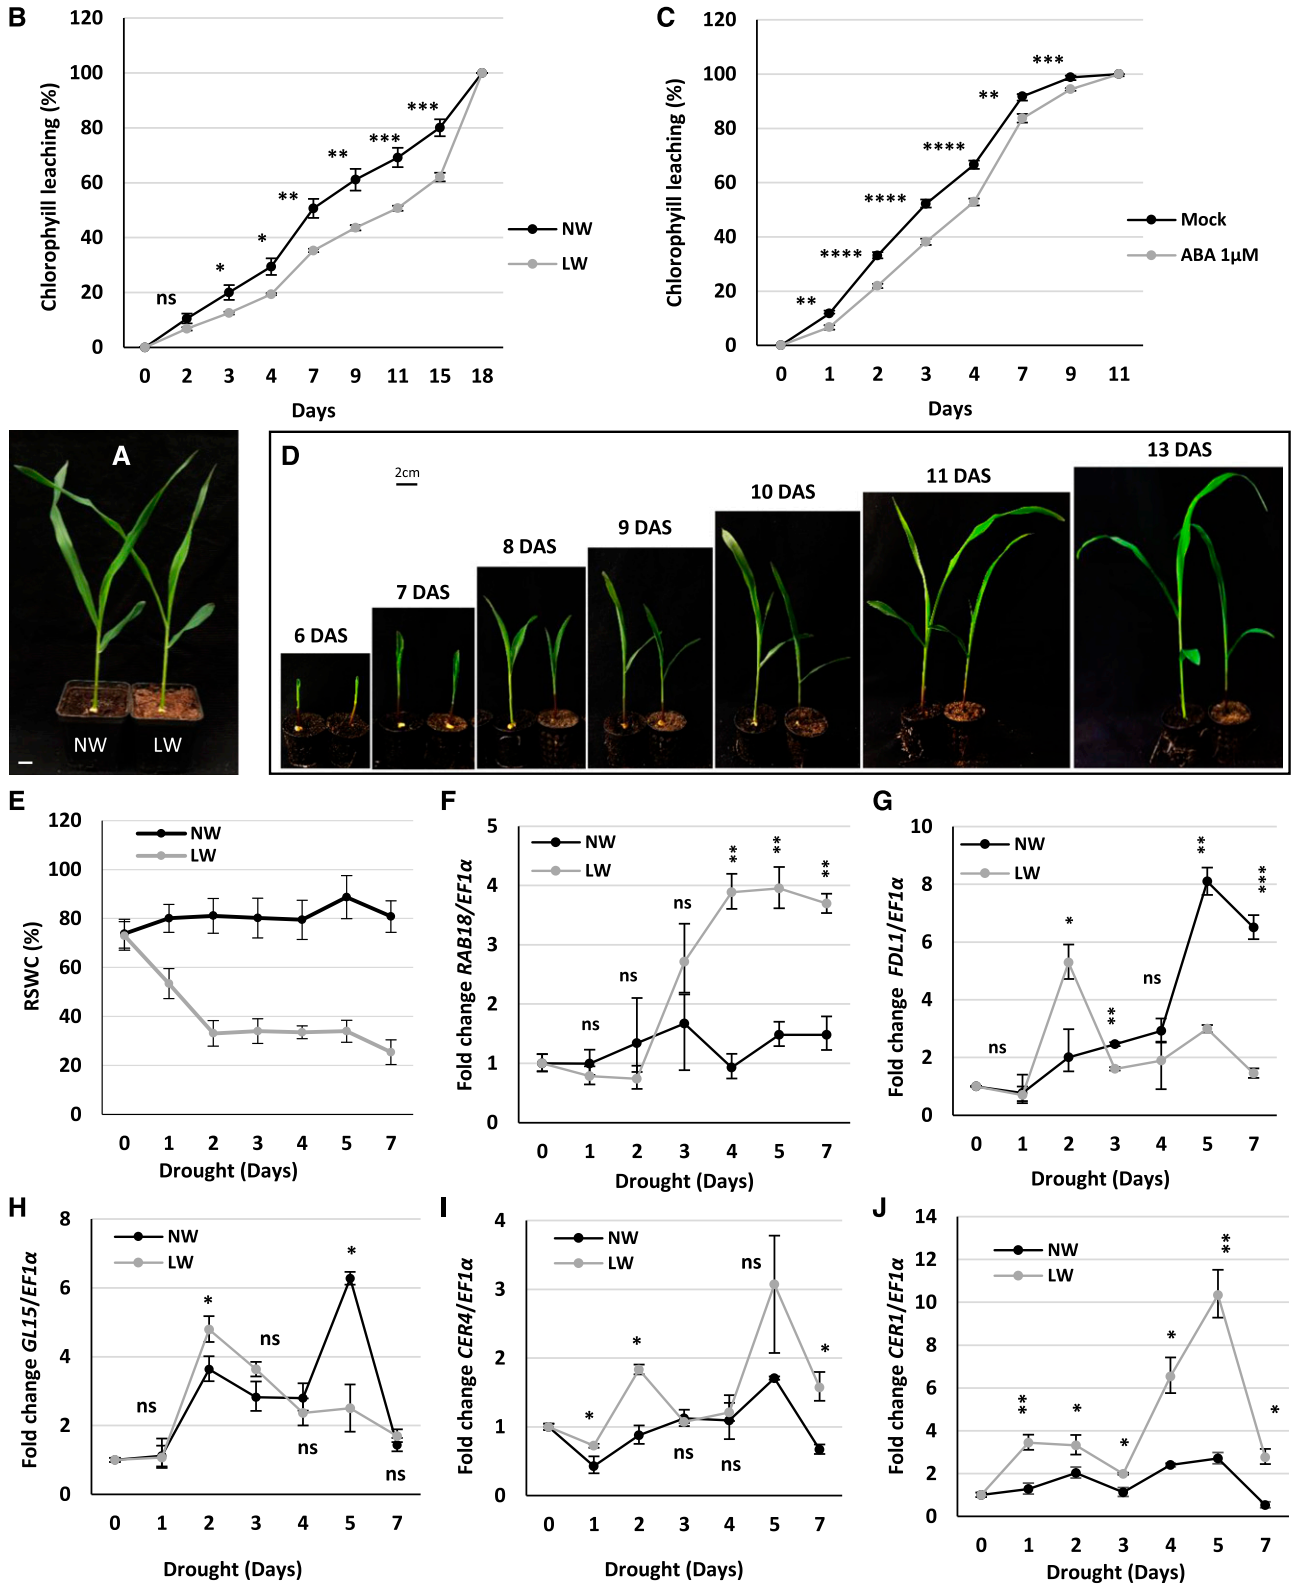 B
120
100
80
60
40
20
0
Chlorophyill leaching (%)
ns
*
*
**
**
***
***
NW
LW
0 2 3 4 7 9 11 15 18
Days
C
120
100
80
60
40
20
0
Chlorophyill leaching (%)
**
****
****
****
**
***
Mock
ABA 1µM
0 1 2 3 4 7 9 11
Days
A
NW LW
D
2cm
6 DAS
7 DAS
8 DAS
9 DAS
10 DAS
11 DAS
13 DAS
E
120
100
80
60
40
20
0
RSWC (%)
NW
LW
0 1 2 3 4 5 7
Drought (Days)
F
5
4
3
2
1
0
Fold change RAB18/EF1α
NW
LW
ns
ns
ns
**
**
**
0 1 2 3 4 5 7
Drought (Days)
G
10
8
6
4
2
0
Fold change FDL1/EF1α
NW
LW
ns
*
**
ns
**
***
0 1 2 3 4 5 7
Drought (Days)
H
8
6
4
2
0
Fold change GL15/EF1α
NW
LW
ns
*
ns
ns
*
ns
0 1 2 3 4 5 7
Drought (Days)
I
4
3
2
1
0
Fold change CER4/EF1α
NW
LW
*
*
ns
ns
ns
*
0 1 2 3 4 5 7
Drought (Days)
J
14
12
10
8
6
4
2
0
Fold change CER1/EF1α
NW
LW
**
*
*
*
**
*
0 1 2 3 4 5 7
Drought (Days)